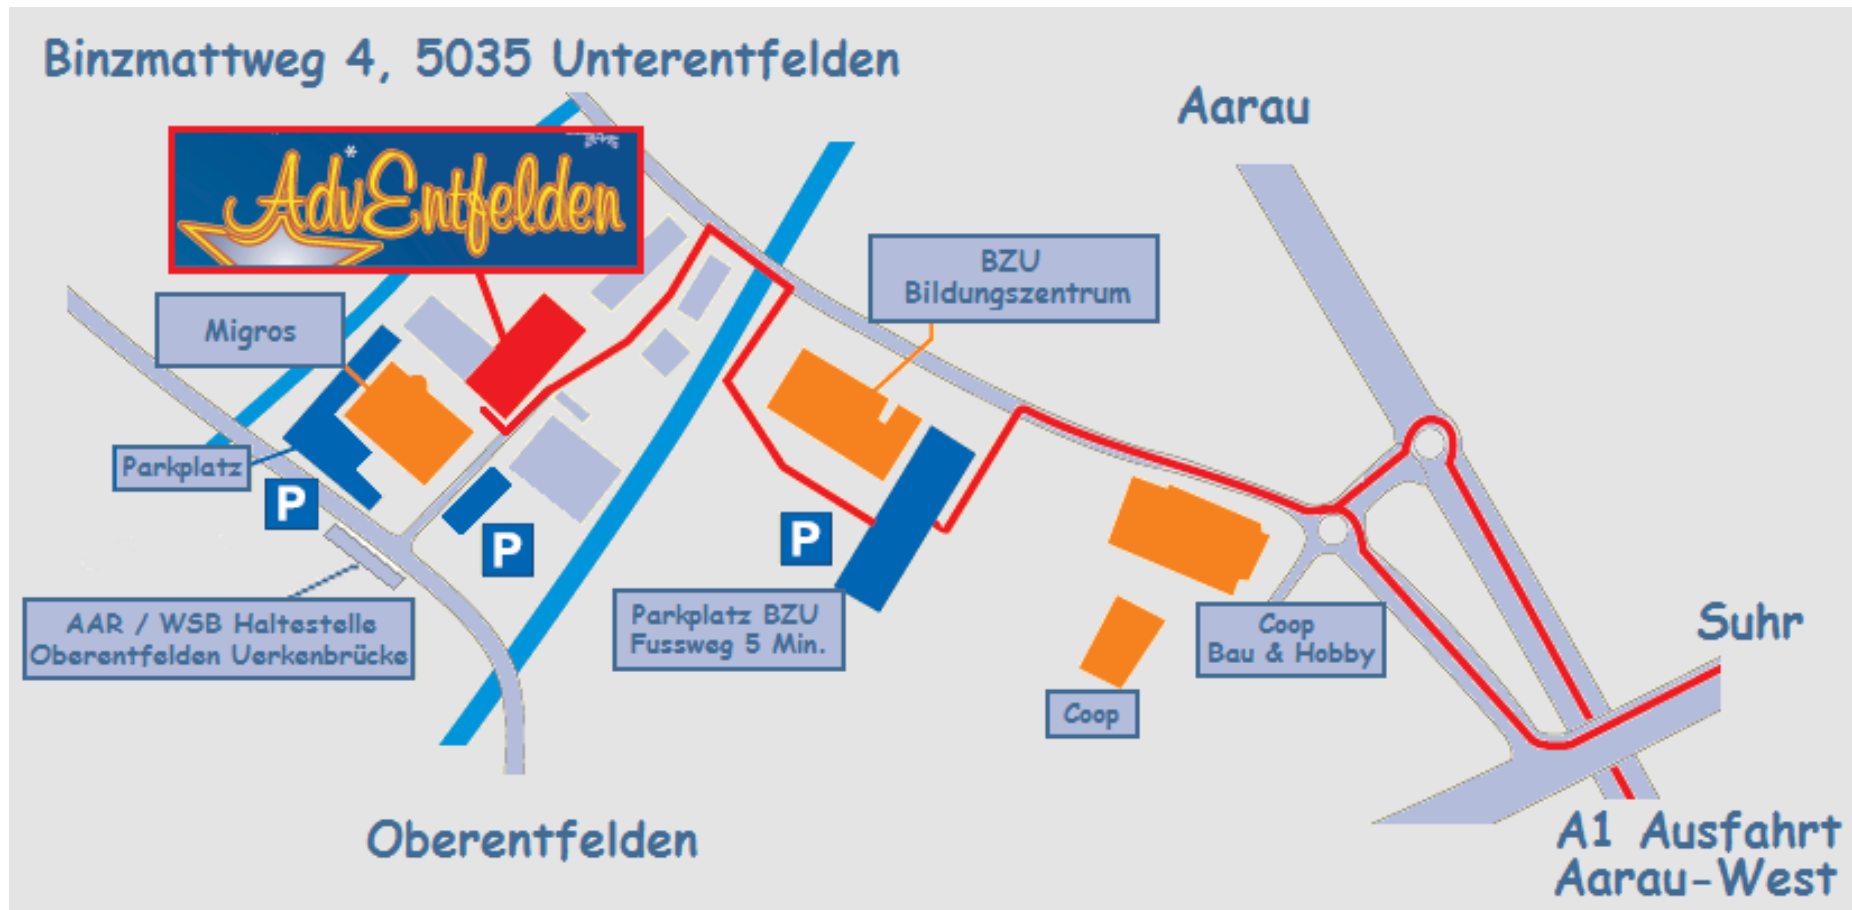 Binzmattweg 4, 5035 Unterentfelden
Aarau
AdvEntfelden
BZU
Bildungszentrum
Migros
Parkplatz
P
P
P
AAR / WSB Haltestelle
Oberentfelden Uerkenbrücke
Parkplatz BZU
Fussweg 5 Min.
Coop
Bau & Hobby
Suhr
Coop
Oberentfelden
A1 Ausfahrt
Aarau-West